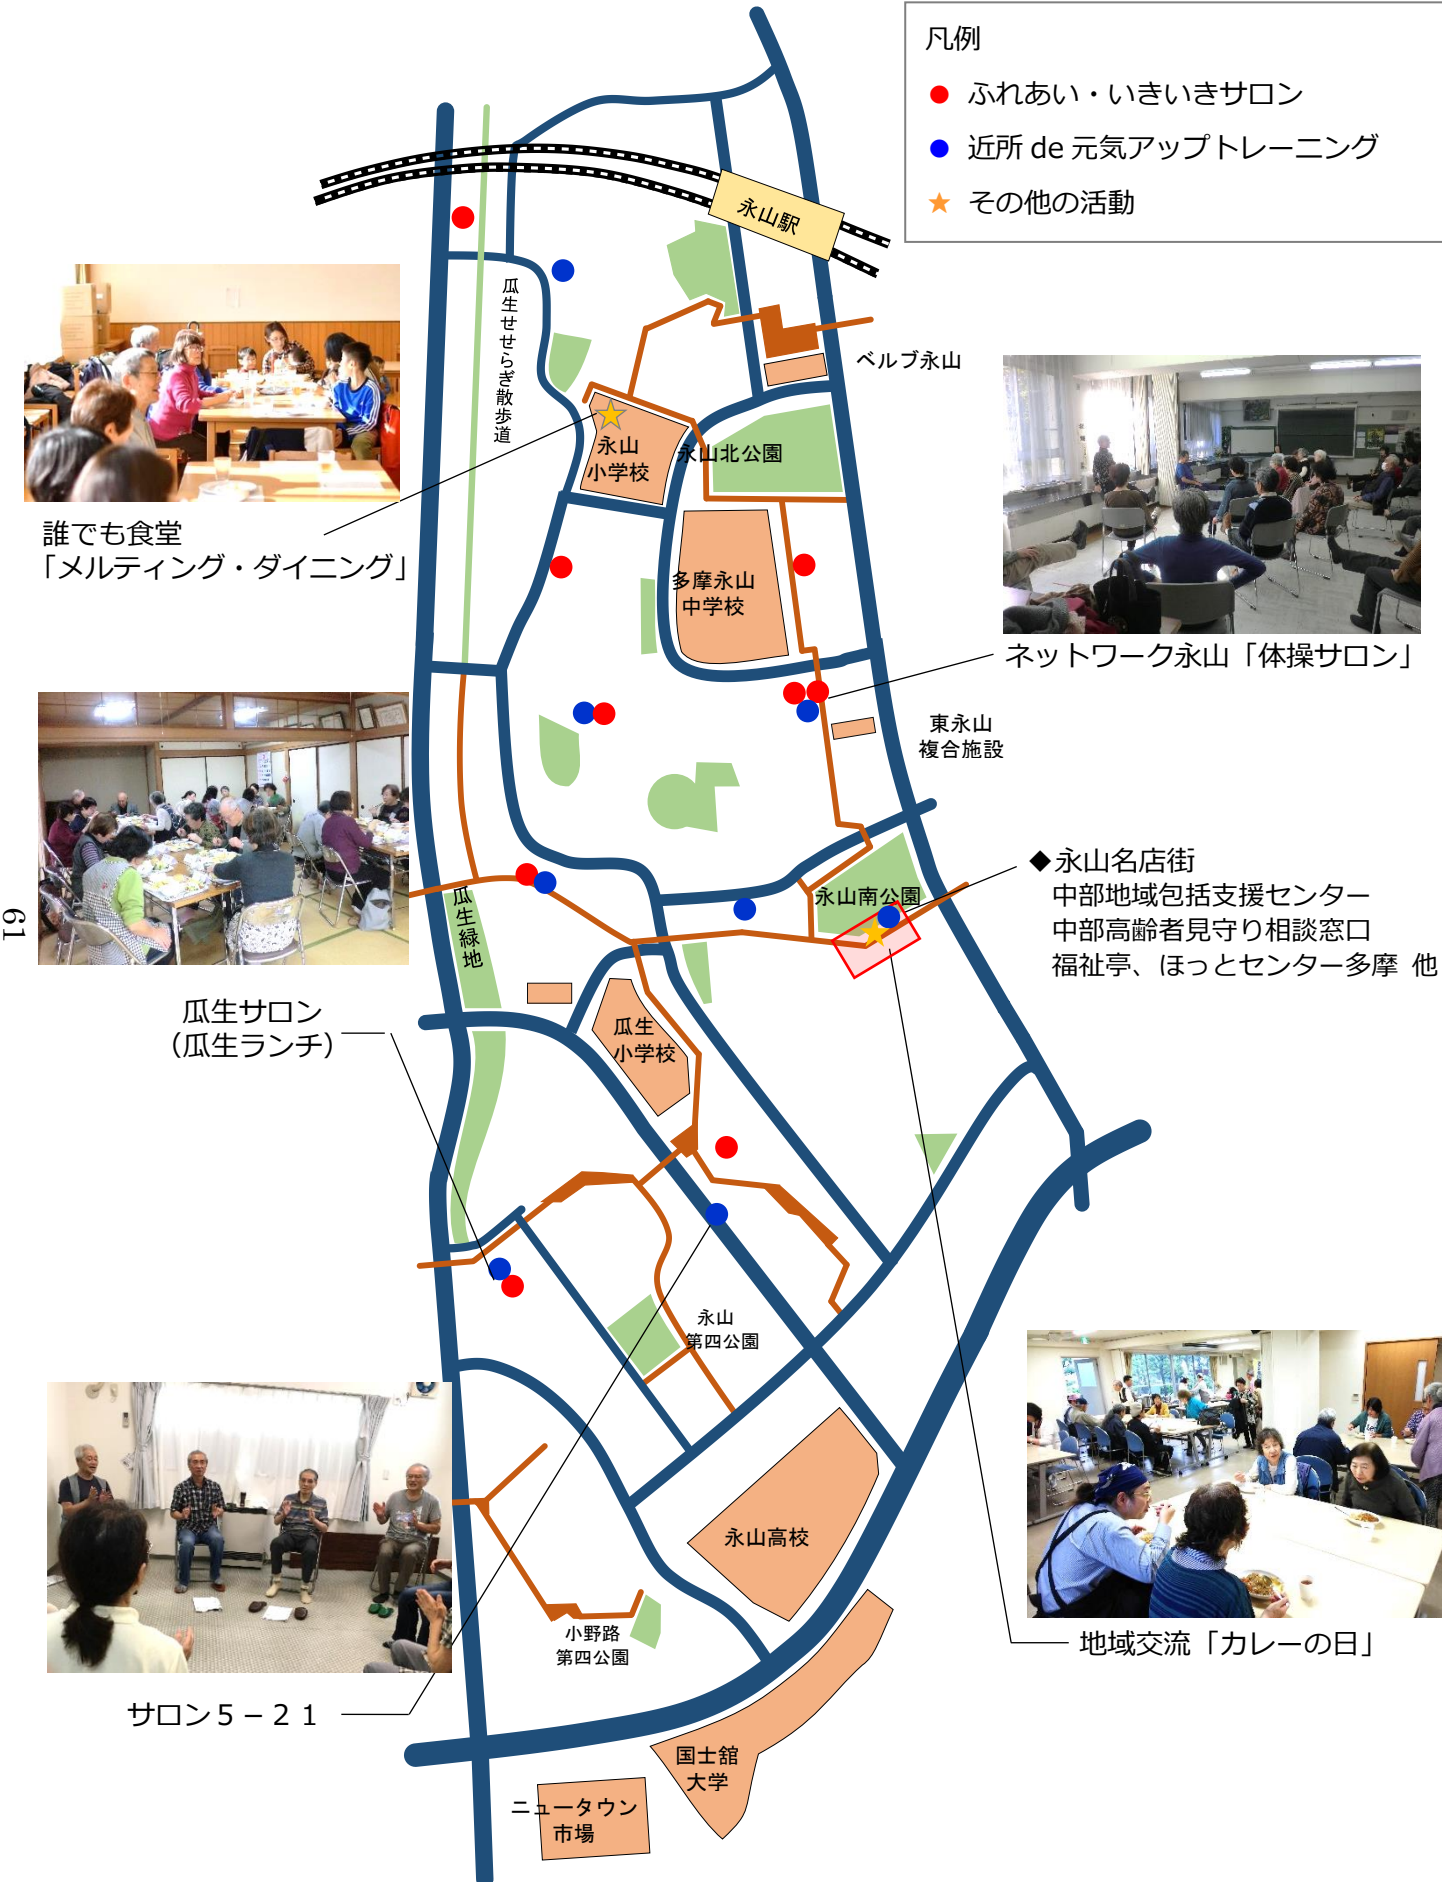 凡例
ふれあい・いきいきサロン
近所 de 元気アップトレーニング
その他の活動
永山駅
瓜生せせらぎ散歩道
ベルブ永山
永山
小学校
永山北公園
誰でも食堂
「メルティング・ダイニング」
多摩永山
中学校
ネットワーク永山「体操サロン」
東永山
複合施設
◆永山名店街
中部地域包括支援センター
中部高齢者見守り相談窓口
福祉亭、ほっとセンター多摩 他
永山南公園
瓜生緑地
61
瓜生サロン
（瓜生ランチ）
瓜生
小学校
永山
第四公園
永山高校
地域交流「カレーの日」
小野路
第四公園
サロン５－２１
国士舘
大学
ニュータウン
市場